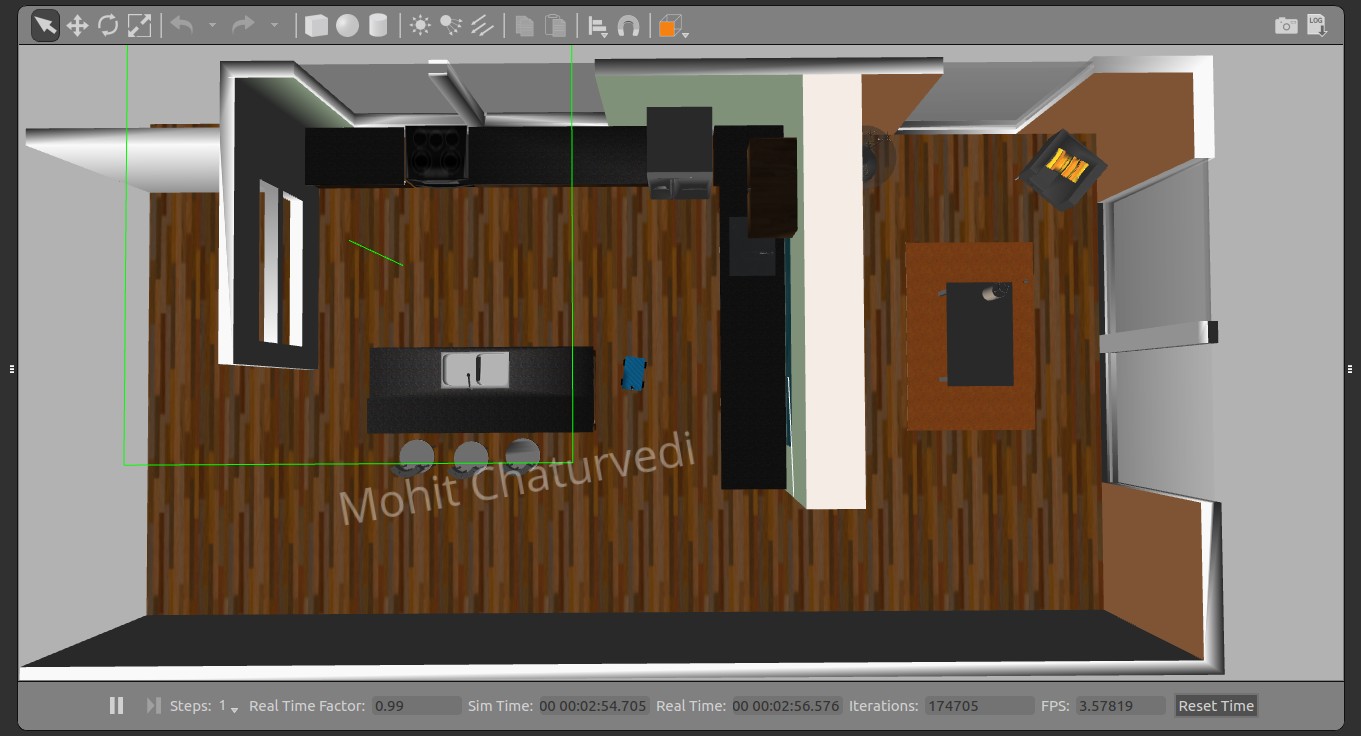 LOG
Mohit Chaturvedi
Steps: 1 Real Time Factor: 0.99 Sim Time: 00 00:02:54.705 Real Time: 00 00:02:56.576 Iterations: 174705 FPS: 3.57819 Reset Time